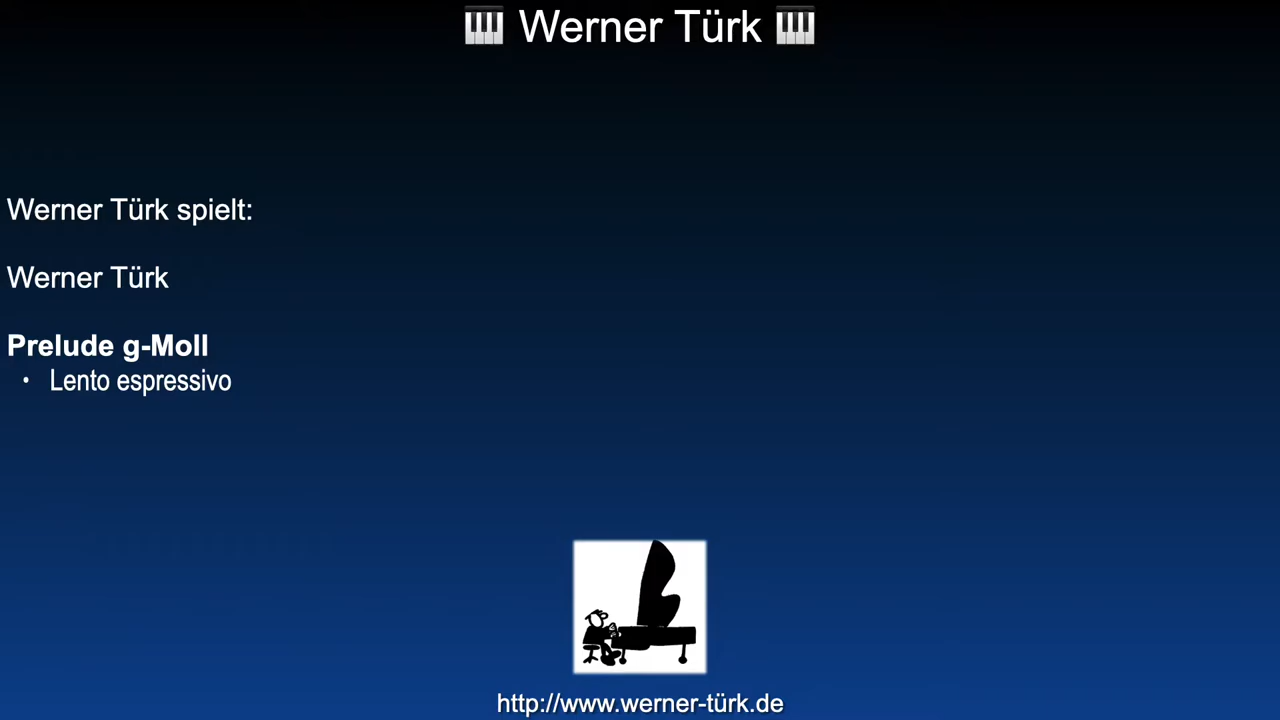 🎹 Werner Türk 🎹
Werner Türk spielt:
Werner Türk
Prelude g-Moll
• Lento espressivo
http://www.werner-türk.de